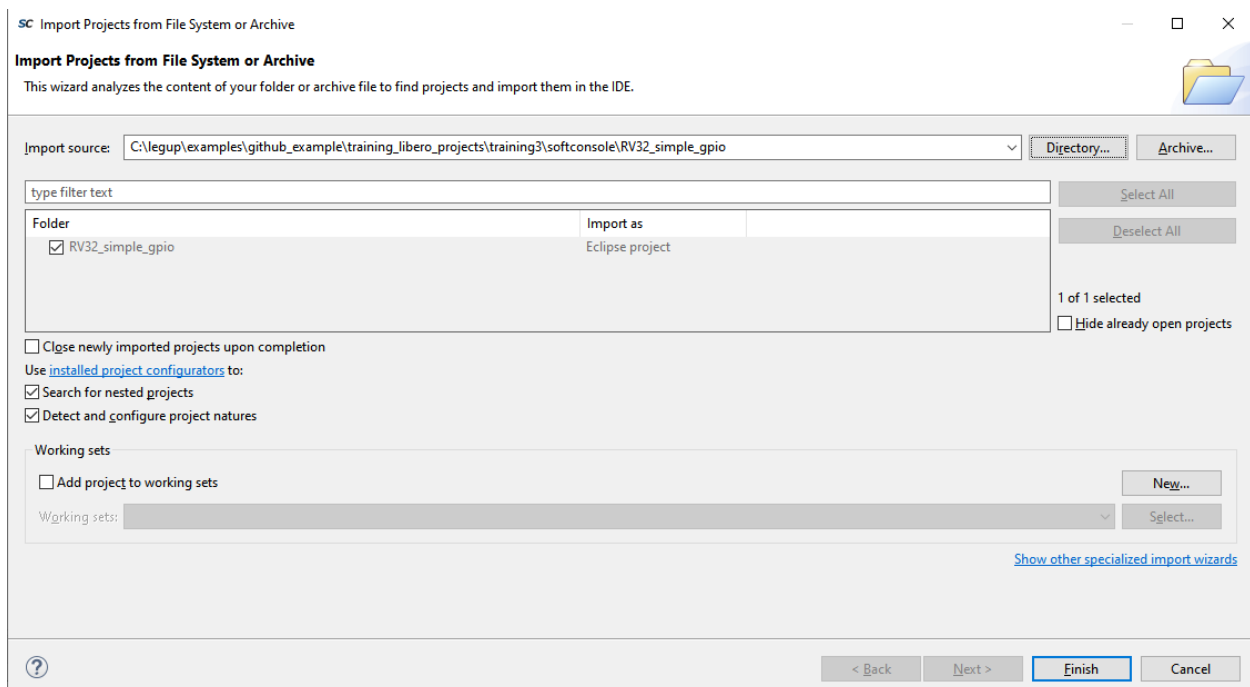 SC Import Projects from File System or Archive
Import Projects from File System or Archive
This wizard analyzes the content of your folder or archive file to find projects and import them in the IDE.
Import source: C:\legup\examples\github_example\training_libero_projects\training3\softconsole\RV32_simple_gpio Directory... Archive...
type filter text Select All
Folder Import as Deselect All
RV32_simple_gpio Eclipse project
1 of 1 selected
Hide already open projects
Close newly imported projects upon completion
Use installed project configurators to:
Search for nested projects
Detect and configure project natures
Working sets
Add project to working sets New...
Working sets: Select...
Show other specialized import wizards
? < Back Next > Finish Cancel